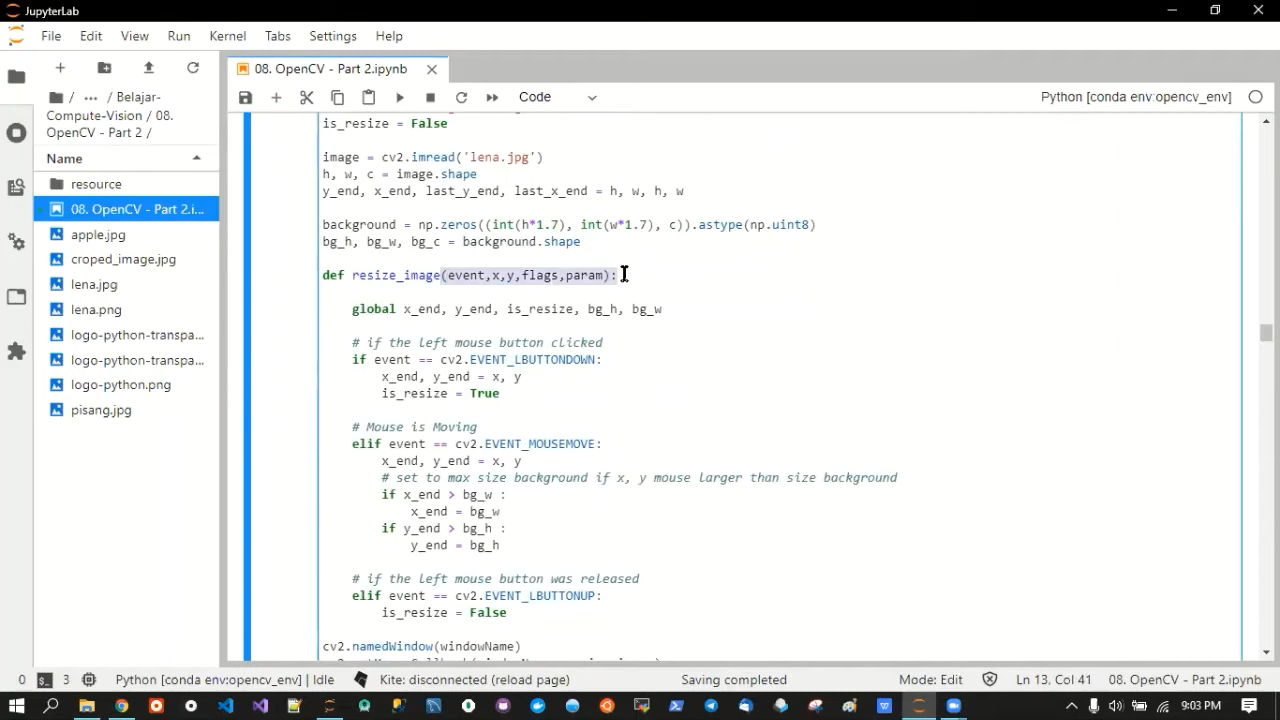 JupyterLab
File Edit View Run Kernel Tabs Settings Help
08. OpenCV - Part 2.ipynb
/ ... / Belajar-
Compute-Vision / 08.
OpenCV - Part 2 /
Code
Python [conda env:opencv_env]
Name
resource
08. OpenCV - Part 2.i...
apple.jpg
croped_image.jpg
lena.jpg
lena.png
logo-python-transpa...
logo-python-transpa...
logo-python.png
pisang.jpg
is_resize = False
image = cv2.imread('lena.jpg')
h, w, c = image.shape
y_end, x_end, last_y_end, last_x_end = h, w, h, w
background = np.zeros((int(h*1.7), int(w*1.7), c)).astype(np.uint8)
bg_h, bg_w, bg_c = background.shape
def resize_image(event,x,y,flags,param):
global x_end, y_end, is_resize, bg_h, bg_w
# if the left mouse button clicked
if event == cv2.EVENT_LBUTTONDOWN:
x_end, y_end = x, y
is_resize = True
# Mouse is Moving
elif event == cv2.EVENT_MOUSEMOVE:
x_end, y_end = x, y
# set to max size background if x, y mouse larger than size background
if x_end > bg_w :
x_end = bg_w
if y_end > bg_h :
y_end = bg_h
# if the left mouse button was released
elif event == cv2.EVENT_LBUTTONUP:
is_resize = False
cv2.namedWindow(windowName)
0 3 Python [conda env:opencv_env] | Idle Kite: disconnected (reload page) Saving completed Mode: Edit Ln 13, Col 41 08. OpenCV - Part 2.ipynb
9:03 PM